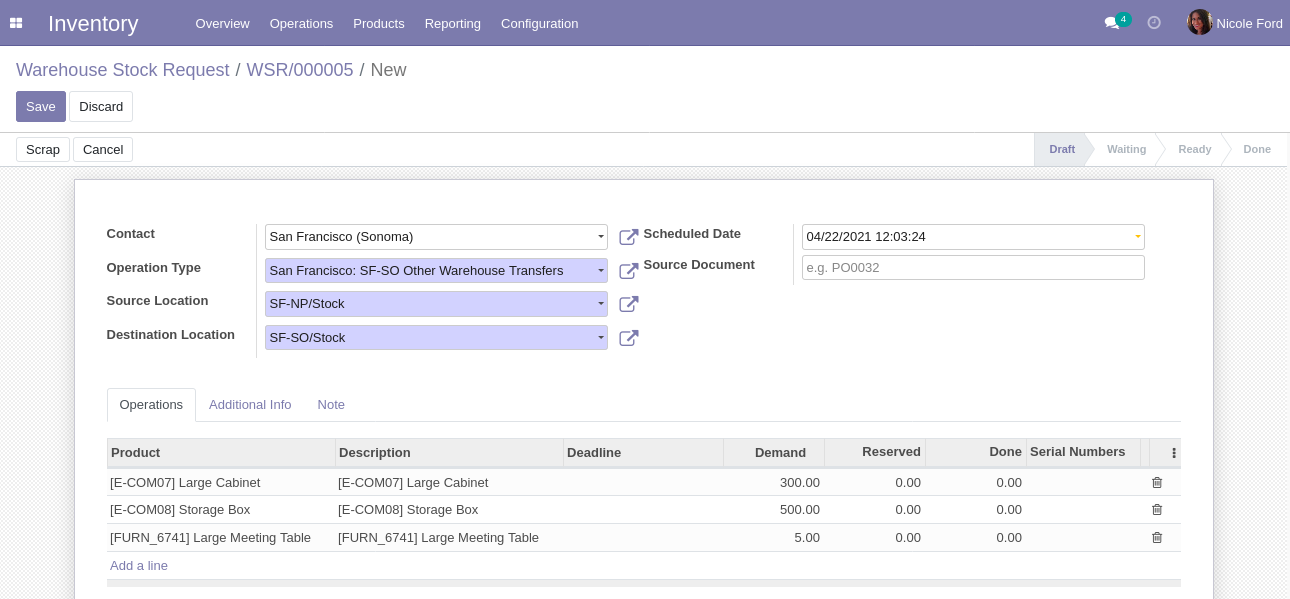 Inventory Overview Operations Products Reporting Configuration 4 Nicole Ford
Warehouse Stock Request / WSR/000005 / New
Save Discard
Scrap Cancel Draft Waiting Ready Done
Contact San Francisco (Sonoma) Scheduled Date 04/22/2021 12:03:24
Operation Type San Francisco: SF-SO Other Warehouse Transfers Source Document e.g. PO0032
Source Location SF-NP/Stock
Destination Location SF-SO/Stock
Operations Additional Info Note
Product Description Deadline Demand Reserved Done Serial Numbers
[E-COM07] Large Cabinet [E-COM07] Large Cabinet 300.00 0.00 0.00
[E-COM08] Storage Box [E-COM08] Storage Box 500.00 0.00 0.00
[FURN_6741] Large Meeting Table [FURN_6741] Large Meeting Table 5.00 0.00 0.00
Add a line